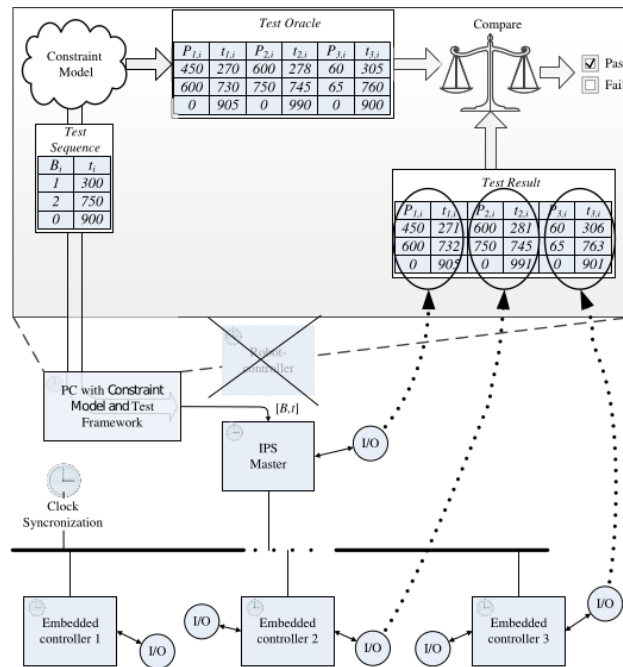 Test Oracle
Compare
Constraint
Model
P1,i t1,i P2,i t2,i P3,i t3,i
450 270 600 278 60 305
600 730 750 745 65 760
0 905 0 990 0 900
Pas
Fail
Test
Sequence
Bi ti
1 300
2 750
0 900
Test Result
P1,i t1,i P2,i t2,i P3,i t3,i
450 271 600 281 60 306
600 732 750 745 65 763
0 905 0 991 0 901
Robot-
controller
PC with Constraint
Model and Test
Framework
[B,t]
IPS
Master
I/O
Clock
Syncronization
Embedded
controller 1
I/O
I/O
Embedded
controller 2
I/O
I/O
Embedded
controller 3
I/O